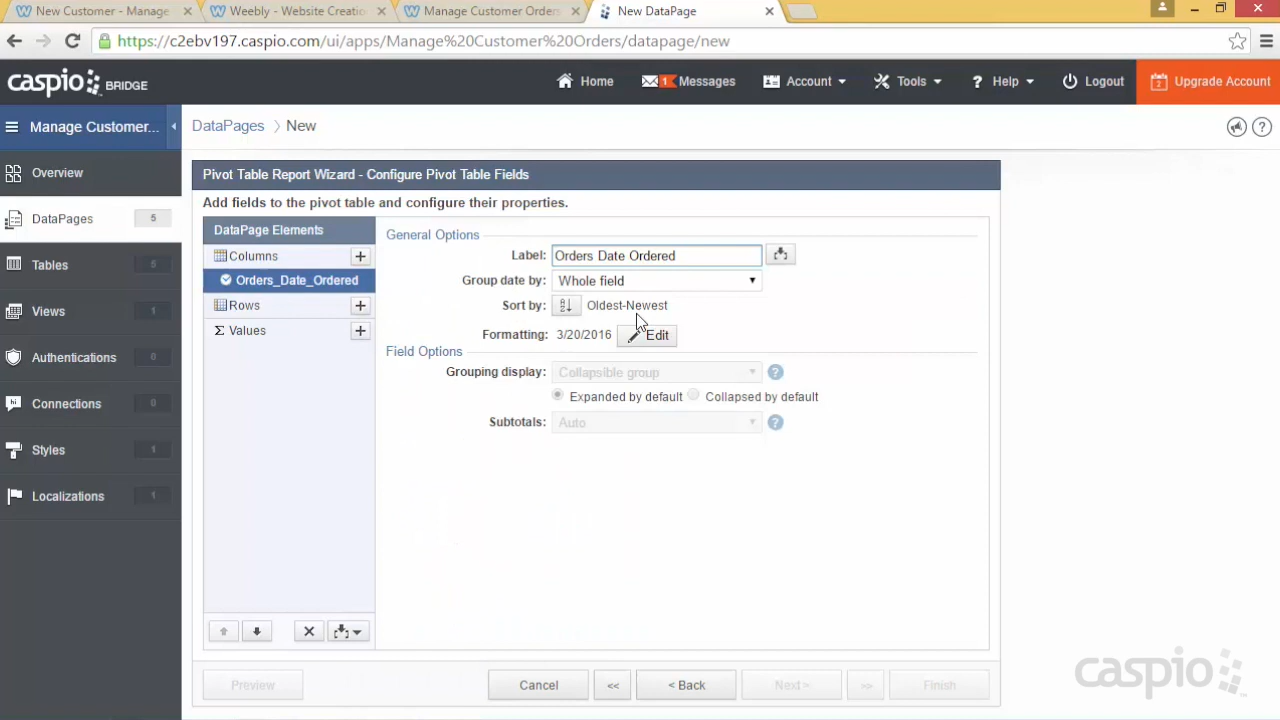 New Customer - Manage
Weebly - Website Creatio
Manage Customer Orders
New DataPage
https://c2ebv197.caspio.com/ui/apps/Manage%20Customer%20Orders/datapage/new
caspio BRIDGE
Home
1 Messages
Account
Tools
? Help
Logout
Upgrade Account
Manage Customer...
DataPages > New
Overview
DataPages 5
Tables 5
Views 1
Authentications 0
Connections 0
Styles 1
Localizations 1
Pivot Table Report Wizard - Configure Pivot Table Fields
Add fields to the pivot table and configure their properties.
DataPage Elements
Columns
Orders_Date_Ordered
Rows
Σ Values
General Options
Label: Orders Date Ordered
Group date by: Whole field
Sort by: Oldest-Newest
Formatting: 3/20/2016 Edit
Field Options
Grouping display: Collapsible group ?
Expanded by default Collapsed by default
Subtotals: Auto ?
Preview Cancel << < Back Next > >> Finish
caspio